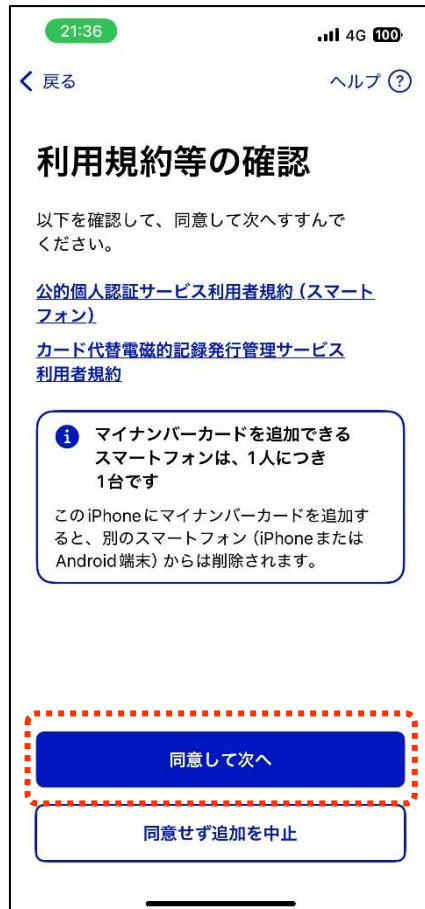 21:36
4G 100
戻る
ヘルプ ?
利用規約等の確認
以下を確認して、同意して次へすすんで
ください。
公的個人認証サービス利用者規約（スマート
フォン）
カード代替電磁的記録発行管理サービス
利用者規約
マイナンバーカードを追加できる
スマートフォンは、1人につき
1台です
このiPhoneにマイナンバーカードを追加す
ると、別のスマートフォン（iPhoneまたは
Android端末）からは削除されます。
同意して次へ
同意せず追加を中止